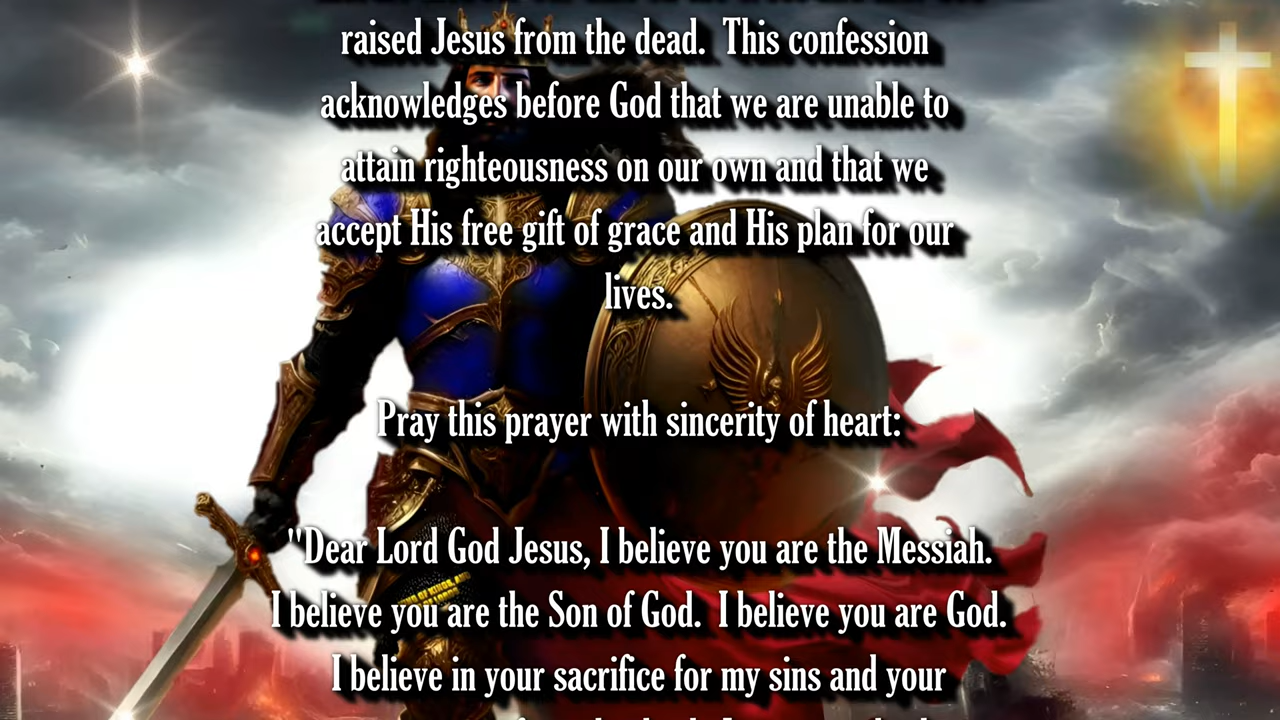 raised Jesus from the dead.  This confession
acknowledges before God that we are unable to
attain righteousness on our own and that we
accept His free gift of grace and His plan for our
lives.
Pray this prayer with sincerity of heart:
"Dear Lord God Jesus, I believe you are the Messiah.
I believe you are the Son of God.  I believe you are God.
I believe in your sacrifice for my sins and your